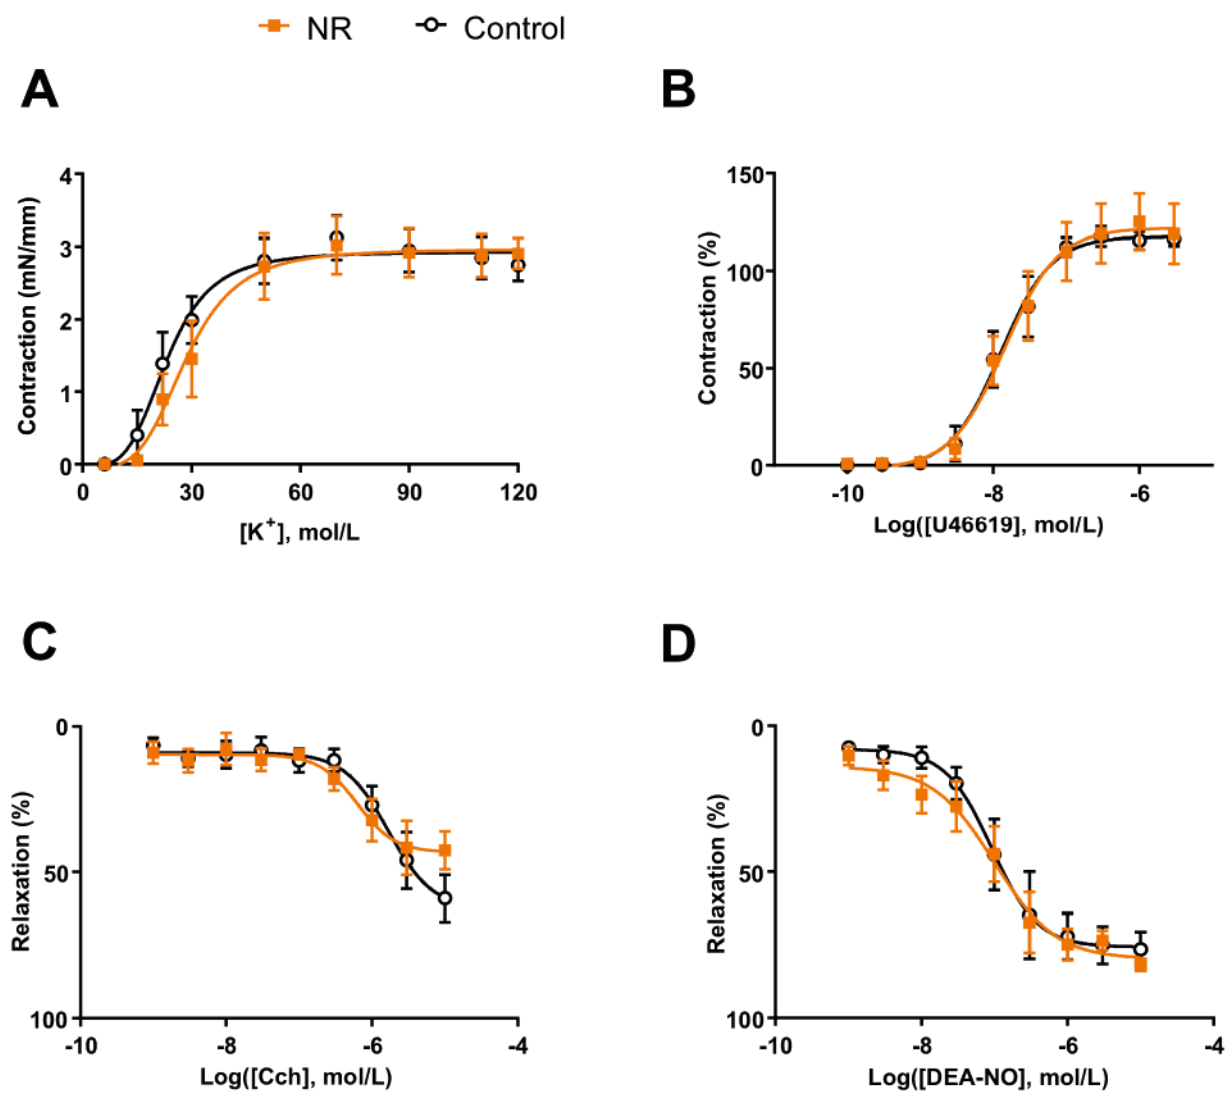 NR Control
A
B
4
3
2
1
0
Contraction (mN/mm)
0 30 60 90 120
[K+], mol/L
150
100
50
0
Contraction (%)
-10 -8 -6
Log([U46619], mol/L)
C
D
0
50
100
Relaxation (%)
-10 -8 -6 -4
Log([Cch], mol/L)
0
50
100
Relaxation (%)
-10 -8 -6 -4
Log([DEA-NO], mol/L)